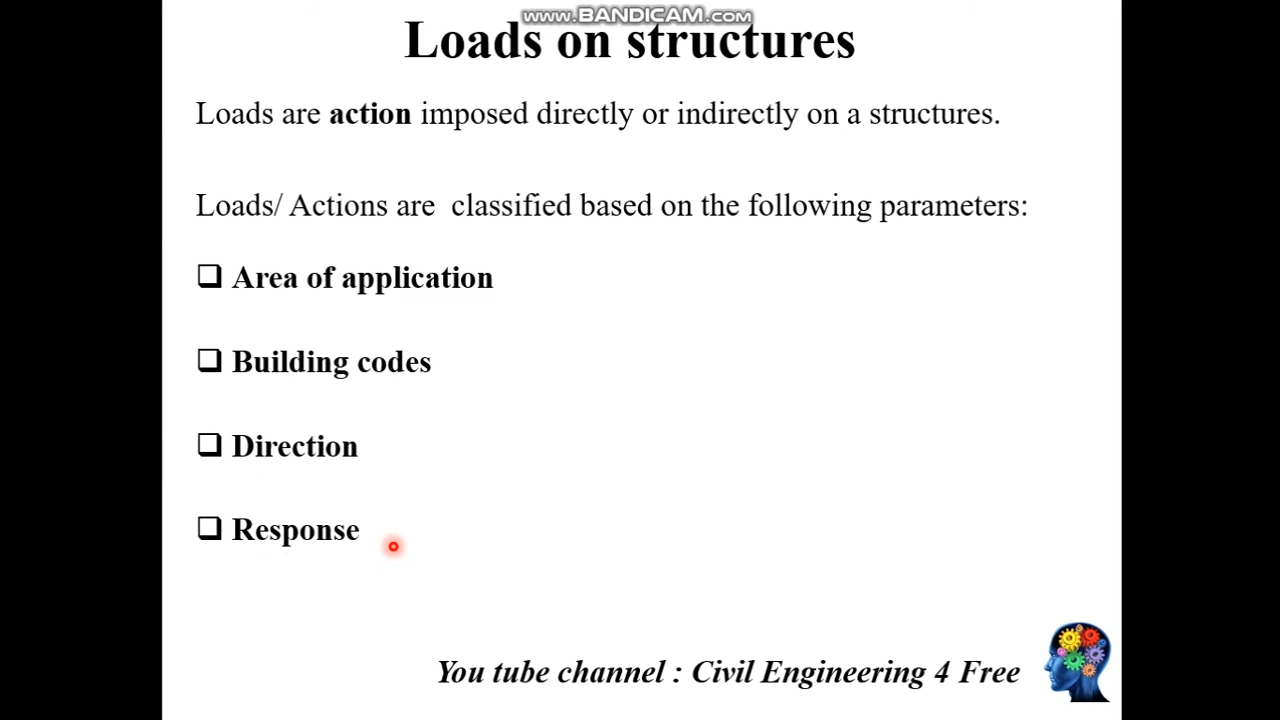 www.BANDICAM.com
Loads on structures
Loads are action imposed directly or indirectly on a structures.
Loads/ Actions are classified based on the following parameters:
❑ Area of application
❑ Building codes
❑ Direction
❑ Response
You tube channel : Civil Engineering 4 Free